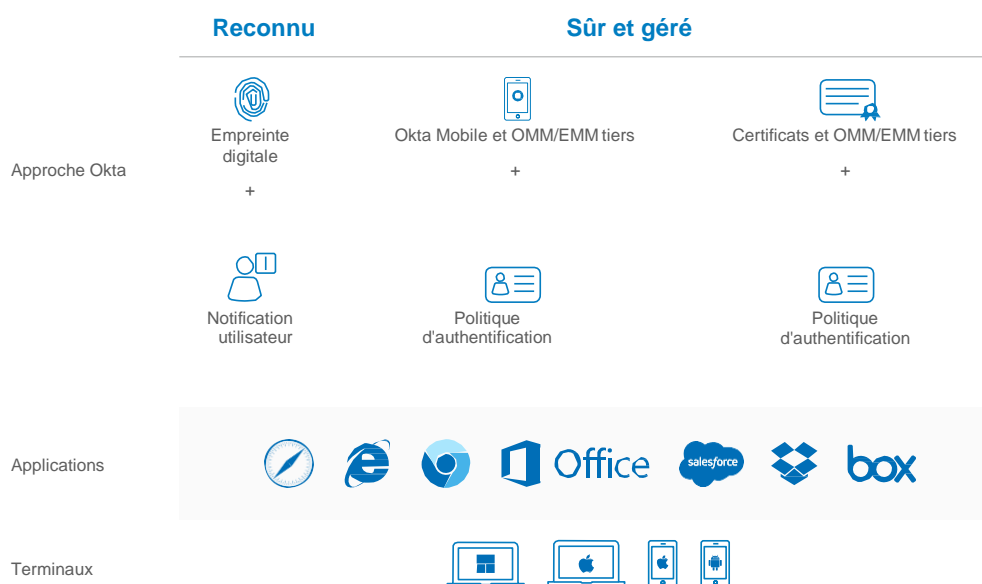 Reconnu
Sûr et géré
Approche Okta
Empreinte
digitale
+
Okta Mobile et OMM/EMM tiers
+
Certificats et OMM/EMM tiers
+
Notification
utilisateur
Politique
d'authentification
Politique
d'authentification
Applications
Office
salesforce
box
Terminaux